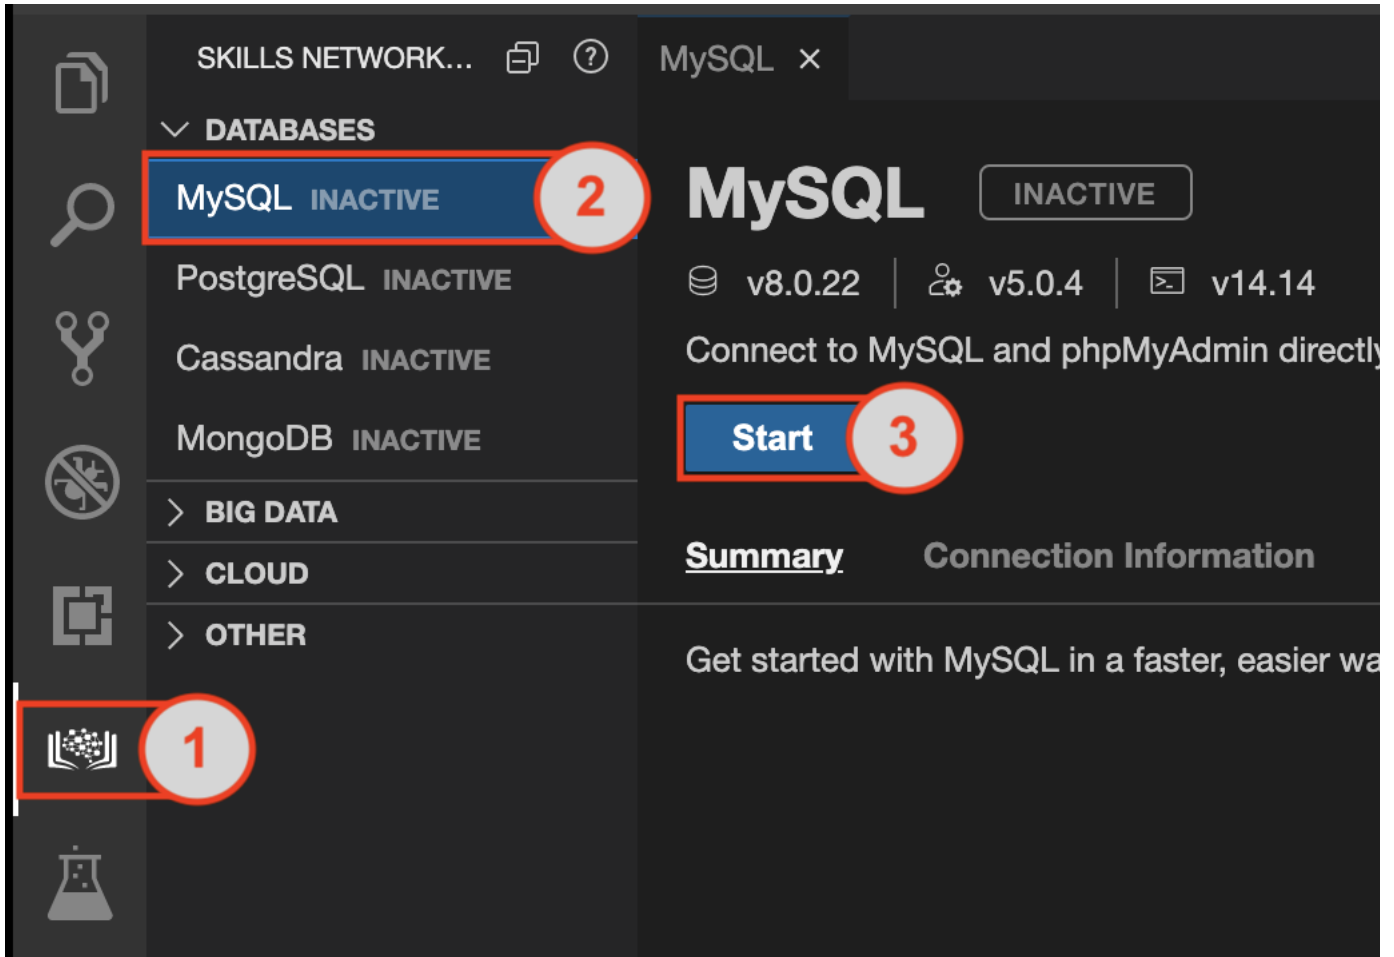 SKILLS NETWORK...
MySQL
DATABASES
MySQL INACTIVE
2
PostgreSQL INACTIVE
Cassandra INACTIVE
MongoDB INACTIVE
BIG DATA
CLOUD
OTHER
1
MySQL INACTIVE
v8.0.22 v5.0.4 v14.14
Connect to MySQL and phpMyAdmin directly
Start
3
Summary Connection Information
Get started with MySQL in a faster, easier wa